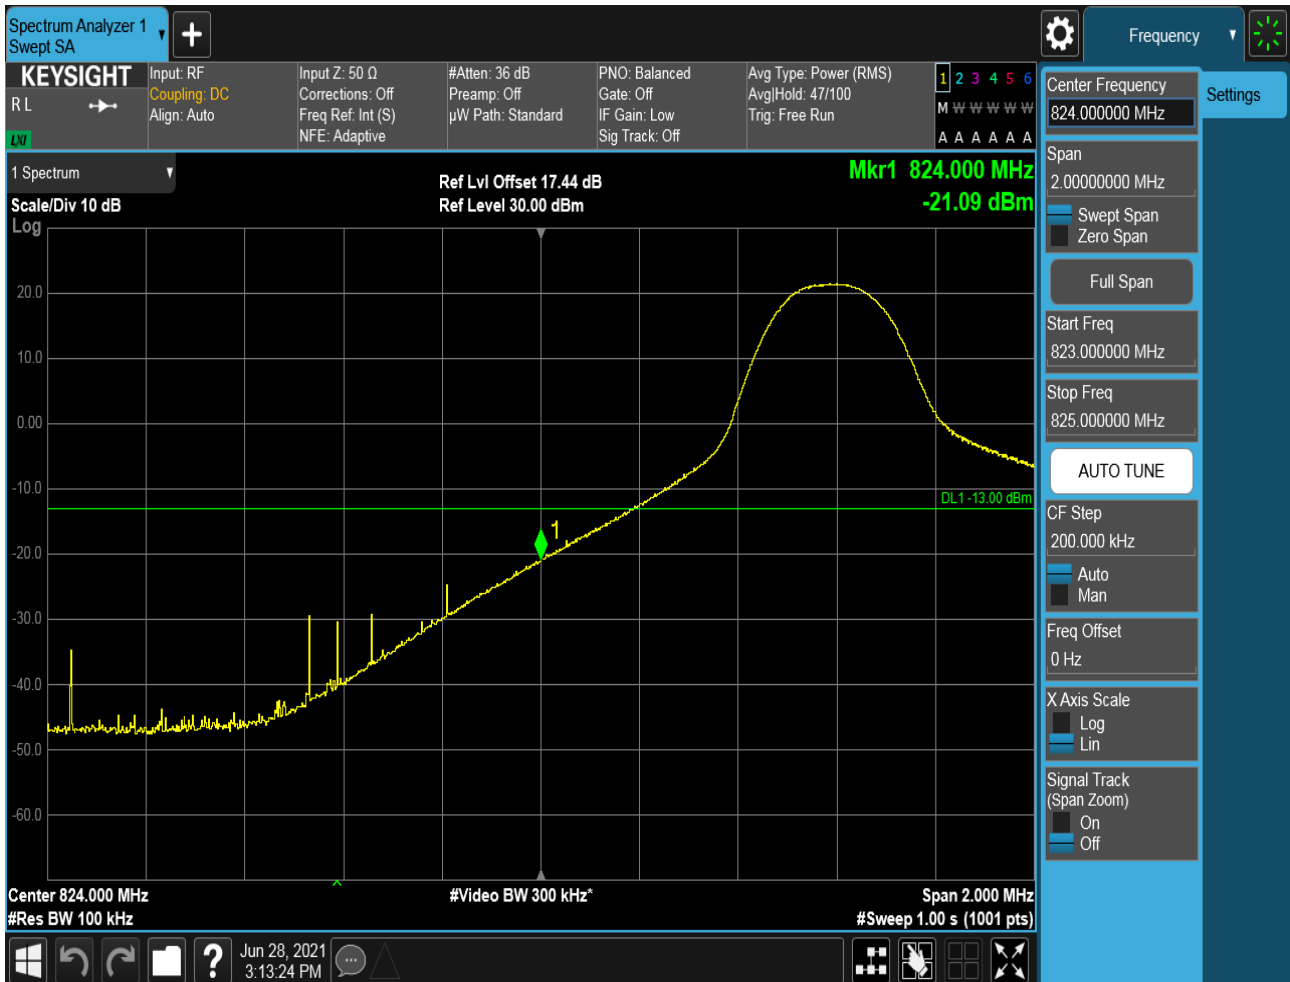 Spectrum Analyzer 1
Swept SA
Frequency
KEYSIGHT
R L
LXI
Input: RF
Coupling: DC
Align: Auto
Input Z: 50 Ω
Corrections: Off
Freq Ref: Int (S)
NFE: Adaptive
#Atten: 36 dB
Preamp: Off
µW Path: Standard
PNO: Balanced
Gate: Off
IF Gain: Low
Sig Track: Off
Avg Type: Power (RMS)
Avg|Hold: 47/100
Trig: Free Run
1 2 3 4 5 6
M W W W W W
A A A A A A
1 Spectrum
Scale/Div 10 dB
Log
Ref Lvl Offset 17.44 dB
Ref Level 30.00 dBm
Mkr1 824.000 MHz
-21.09 dBm
20.0
10.0
0.00
-10.0
-20.0
-30.0
-40.0
-50.0
-60.0
DL1 -13.00 dBm
1
Center 824.000 MHz
#Res BW 100 kHz
#Video BW 300 kHz*
Span 2.000 MHz
#Sweep 1.00 s (1001 pts)
Center Frequency
824.000000 MHz
Settings
Span
2.00000000 MHz
Swept Span
Zero Span
Full Span
Start Freq
823.000000 MHz
Stop Freq
825.000000 MHz
AUTO TUNE
CF Step
200.000 kHz
Auto
Man
Freq Offset
0 Hz
X Axis Scale
Log
Lin
Signal Track
(Span Zoom)
On
Off
?
Jun 28, 2021
3:13:24 PM